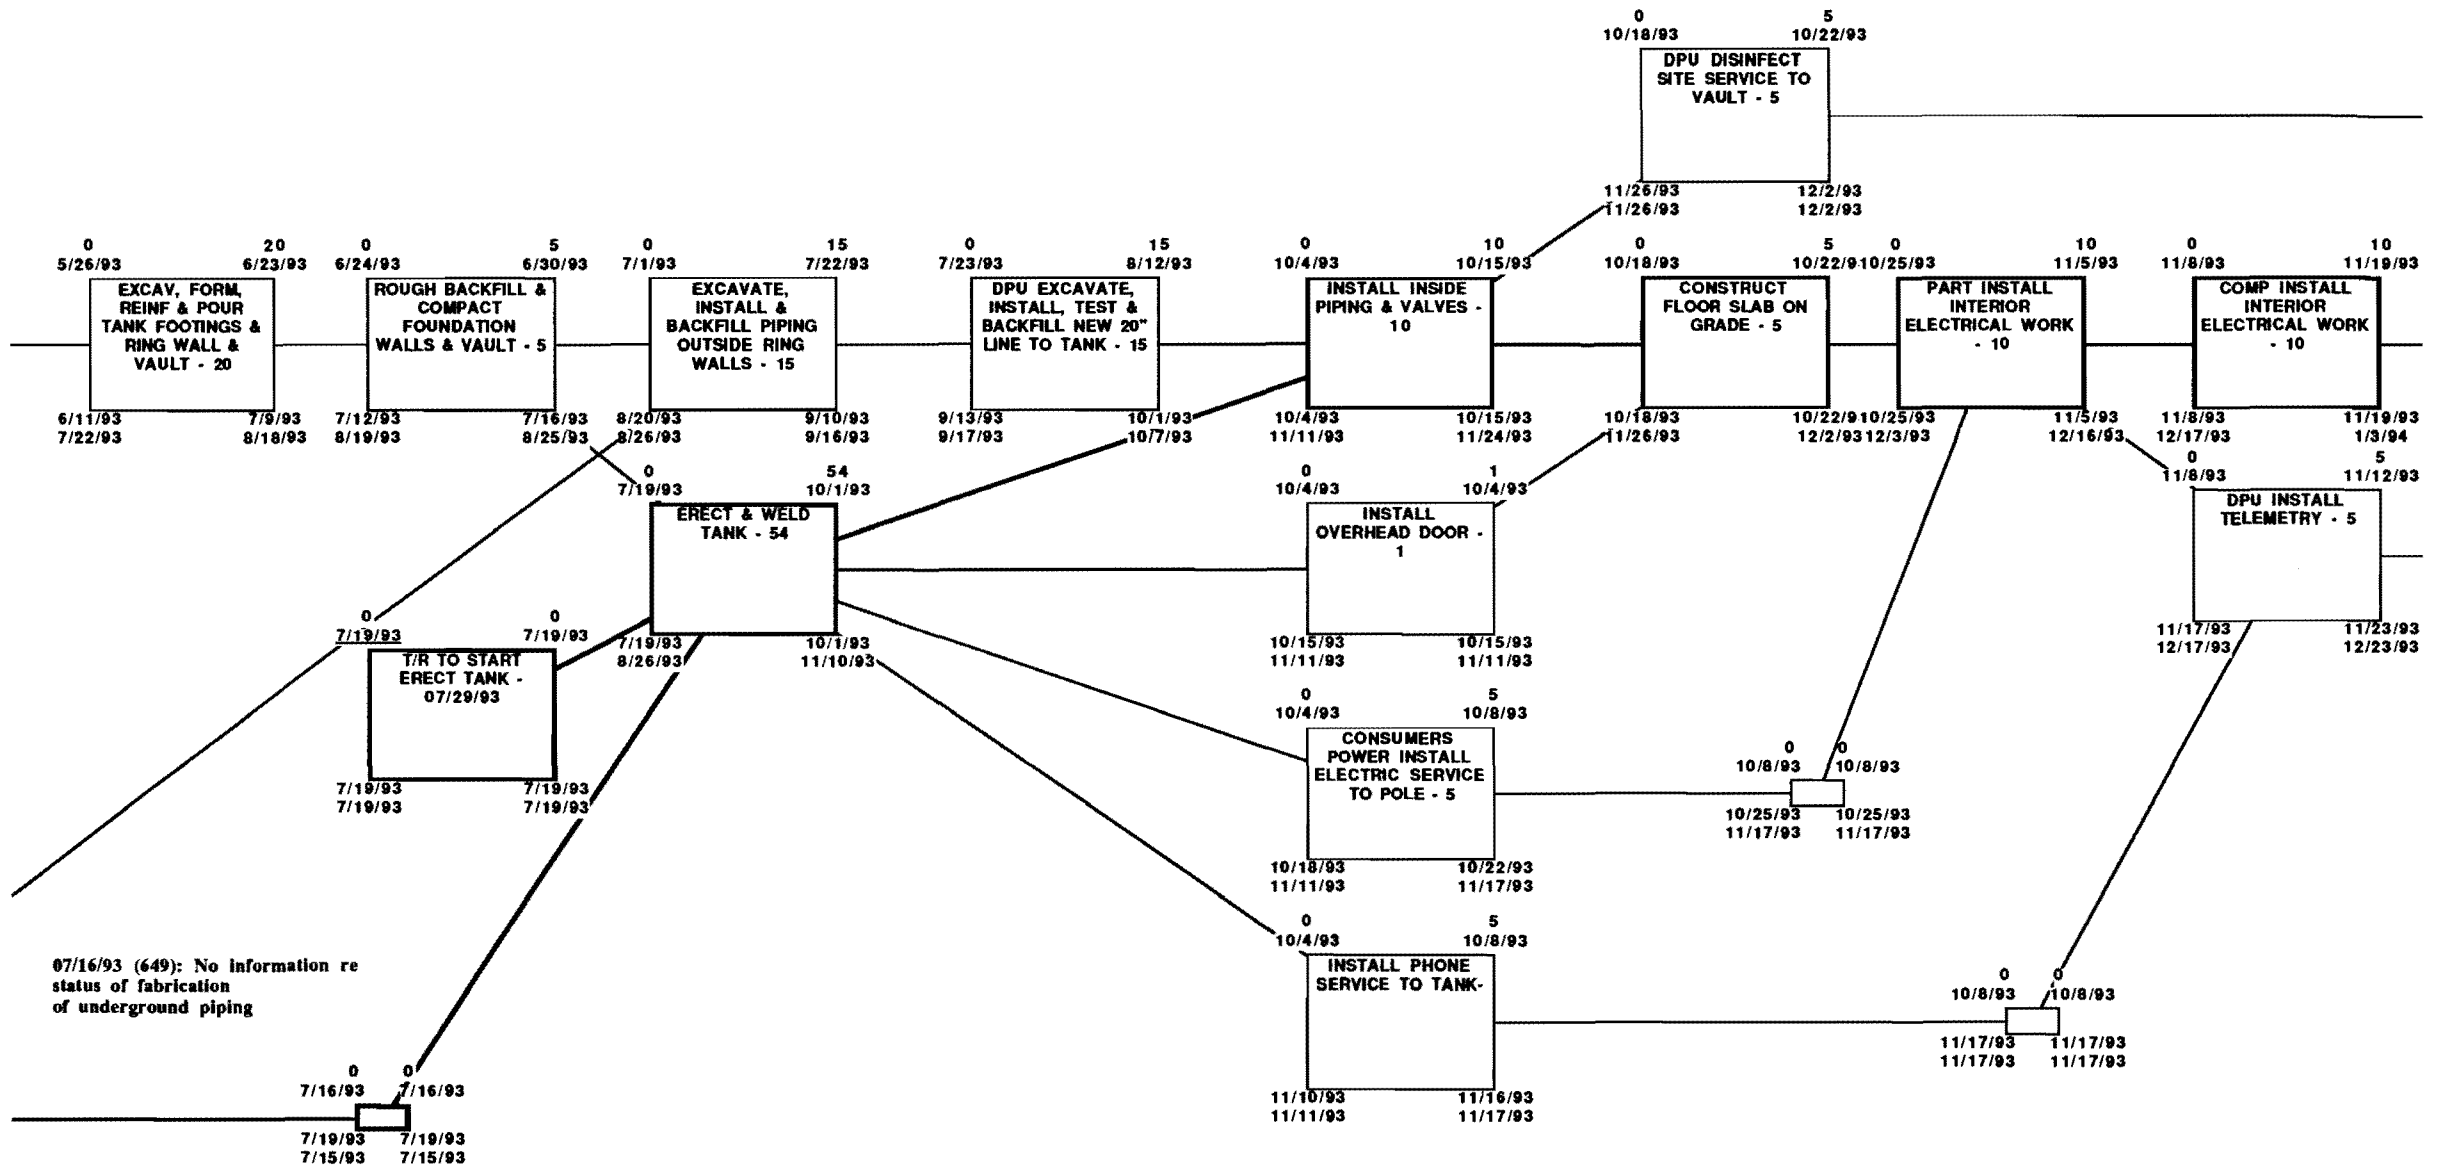 0 5
10/18/93 10/22/93
DPU DISINFECT
SITE SERVICE TO
VAULT - 5
11/26/93 12/2/93
11/26/93 12/2/93
0 20
5/26/93 6/23/93
EXCAV, FORM,
REINF & POUR
TANK FOOTINGS &
RING WALL &
VAULT - 20
6/11/93 7/9/93
7/22/93 8/18/93
0 5
6/24/93 6/30/93
ROUGH BACKFILL &
COMPACT
FOUNDATION
WALLS & VAULT - 5
7/12/93 7/16/93
8/19/93 8/25/93
0 15
7/1/93 7/22/93
EXCAVATE,
INSTALL &
BACKFILL PIPING
OUTSIDE RING
WALLS - 15
8/20/93 9/10/93
8/26/93 9/16/93
0 15
7/23/93 8/12/93
DPU EXCAVATE,
INSTALL, TEST &
BACKFILL NEW 20"
LINE TO TANK - 15
9/13/93 10/1/93
9/17/93 10/7/93
0 10
10/4/93 10/15/93
INSTALL INSIDE
PIPING & VALVES -
10
10/4/93 10/15/93
11/11/93 11/24/93
0 5
10/18/93 10/22/9
CONSTRUCT
FLOOR SLAB ON
GRADE - 5
10/18/93 10/22/9
11/26/93 12/2/93
0 10
10/25/93 11/5/93
PART INSTALL
INTERIOR
ELECTRICAL WORK
- 10
10/25/93 11/5/93
12/3/93 12/16/93
0 10
11/8/93 11/19/93
COMP INSTALL
INTERIOR
ELECTRICAL WORK
- 10
11/8/93 11/19/93
12/17/93 1/3/94
0 54
7/19/93 10/1/93
ERECT & WELD
TANK - 54
7/19/93 10/1/93
8/26/93 11/10/93
0 1
10/4/93 10/4/93
INSTALL
OVERHEAD DOOR -
1
10/15/93 10/15/93
11/11/93 11/11/93
0 5
11/8/93 11/12/93
DPU INSTALL
TELEMETRY - 5
11/17/93 11/23/93
12/17/93 12/23/93
0 0
7/19/93 7/19/93
T/R TO START
ERECT TANK -
07/29/93
7/19/93 7/19/93
7/19/93 7/19/93
0 5
10/4/93 10/8/93
CONSUMERS
POWER INSTALL
ELECTRIC SERVICE
TO POLE - 5
10/18/93 10/22/93
11/11/93 11/17/93
0 0
10/8/93 10/8/93
10/25/93 10/25/93
11/17/93 11/17/93
0 5
10/4/93 10/8/93
INSTALL PHONE
SERVICE TO TANK-
11/10/93 11/16/93
11/11/93 11/17/93
0 0
10/8/93 10/8/93
11/17/93 11/17/93
11/17/93 11/17/93
07/16/93 (649): No information re
status of fabrication
of underground piping
0 0
7/16/93 7/16/93
7/19/93 7/19/93
7/15/93 7/15/93